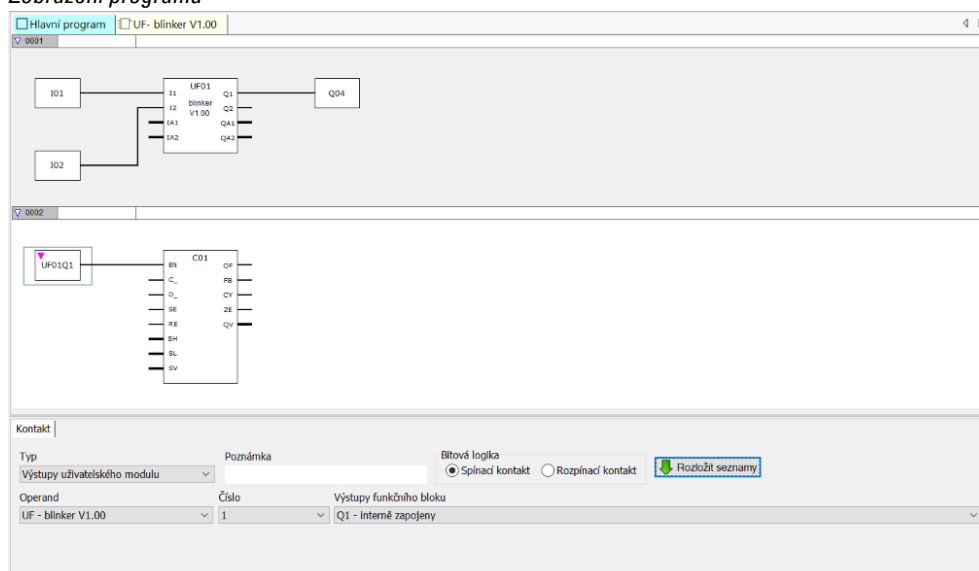 Zobrazení programu
Hlavní program UF- blinker V1.00
0001
I01 I1 UF01 Q1 Q04
I2 blinker Q2
V1.00
IA1 QA1
IA2 QA2
I02
0002
UF01Q1 EN C01 OF
C_ FB
D_ CY
SE ZE
RE QV
SH
SL
SV
Kontakt
Typ Poznámka Bitová logika
Výstupy uživatelského modulu Spínací kontakt Rozpínací kontakt Rozložit seznamy
Operand Číslo Výstupy funkčního bloku
UF - blinker V1.00 1 Q1 - interně zapojeny